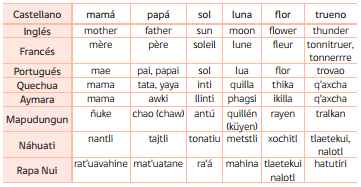 Castellano mamá papá sol luna flor trueno
Inglés mother father sun moon flower thunder
Francés mère père soleil lune fleur tonnitruer, tonnerrre
Portugués mae pai, papai sol lua flor trovao
Quechua mama tata, yaya inti quilla thika q'axcha
Aymara mama awki llinti phagsi ikilla q'axcha
Mapudungun ñuke chao (chaw) antú quillén (küyen) rayen tralkan
Náhuati nantli tajtli tonatiu metstli xochitl tlaetekui, nalotl
Rapa Nui rat'uavahine mat'uatane ra'á mahina tlaetekui nalotl hatutiri